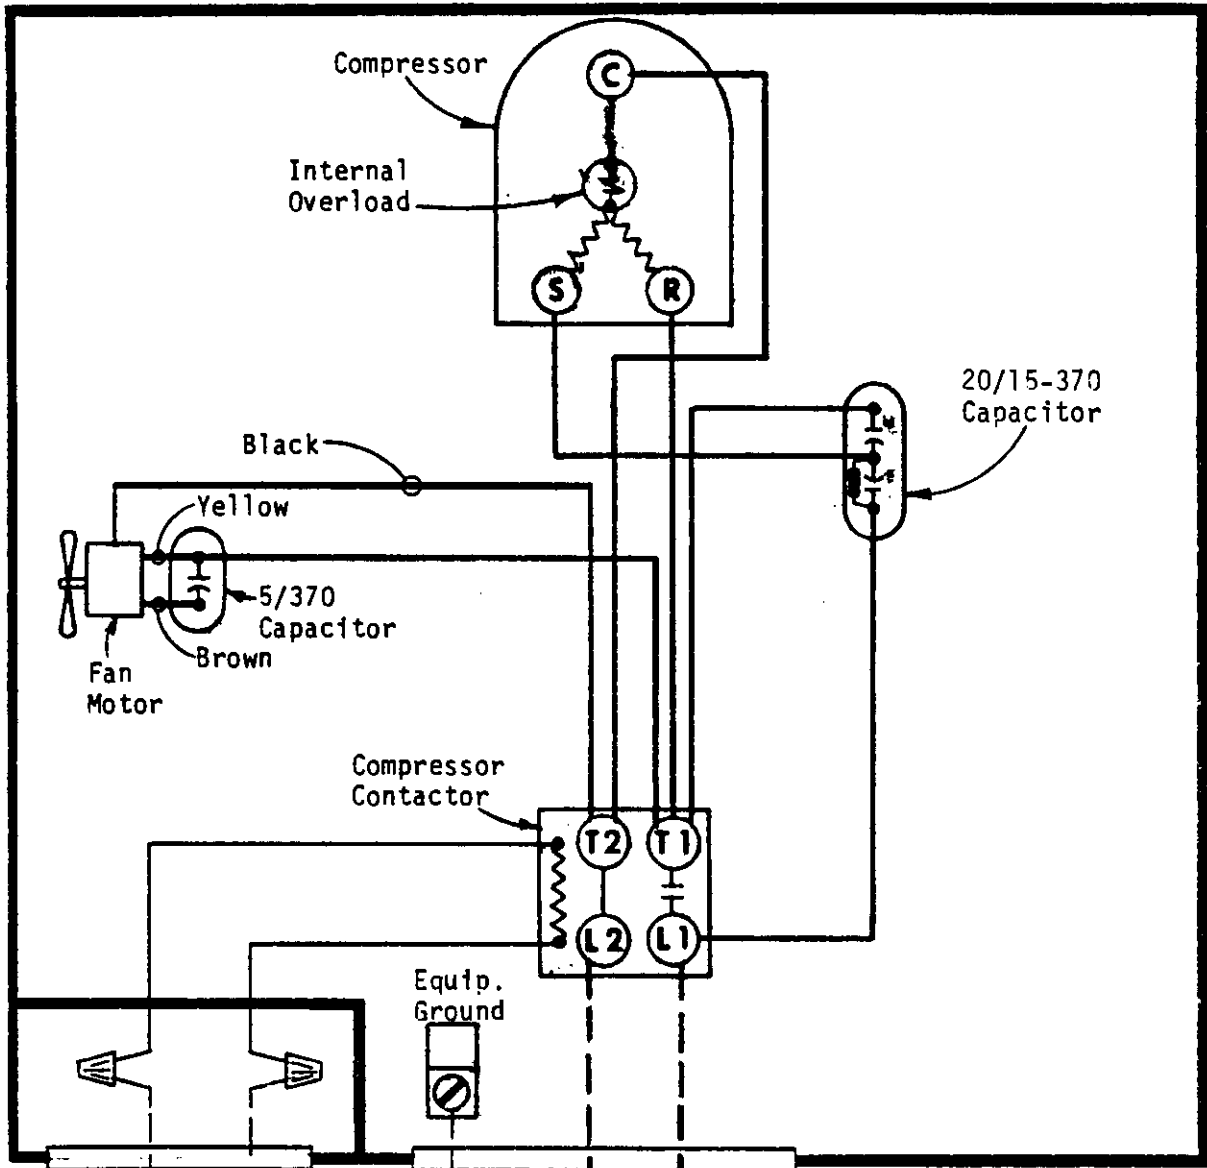 Compressor
C
Internal
Overload
S
R
20/15-370
Capacitor
Black
Yellow
5/370
Capacitor
Brown
Fan
Motor
Compressor
Contactor
T2
T1
L2
L1
Equip.
Ground